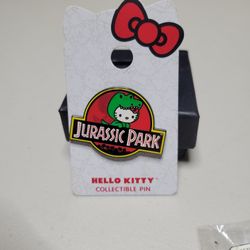 JURASSIC PARK
HELLO KITTY
COLLECTIBLE PIN